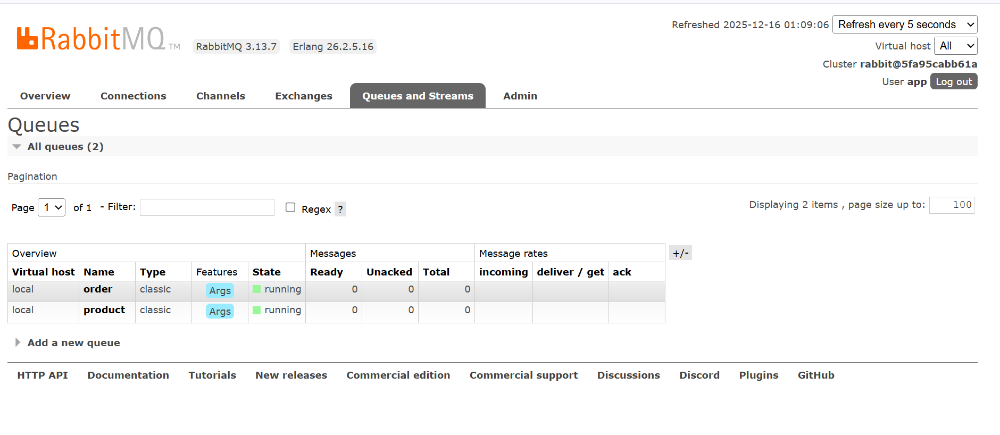 Refreshed 2025-12-16 01:09:06 Refresh every 5 seconds
RabbitMQ TM RabbitMQ 3.13.7 Erlang 26.2.5.16
Virtual host All
Cluster rabbit@5fa95cabb61a
User app Log out
Overview Connections Channels Exchanges Queues and Streams Admin
Queues
All queues (2)
Pagination
Page 1 of 1 - Filter: Regex ? Displaying 2 items , page size up to: 100
Overview Messages Message rates +/-
Virtual host Name Type Features State Ready Unacked Total incoming deliver / get ack
local order classic Args running 0 0 0
local product classic Args running 0 0 0
Add a new queue
HTTP API Documentation Tutorials New releases Commercial edition Commercial support Discussions Discord Plugins GitHub